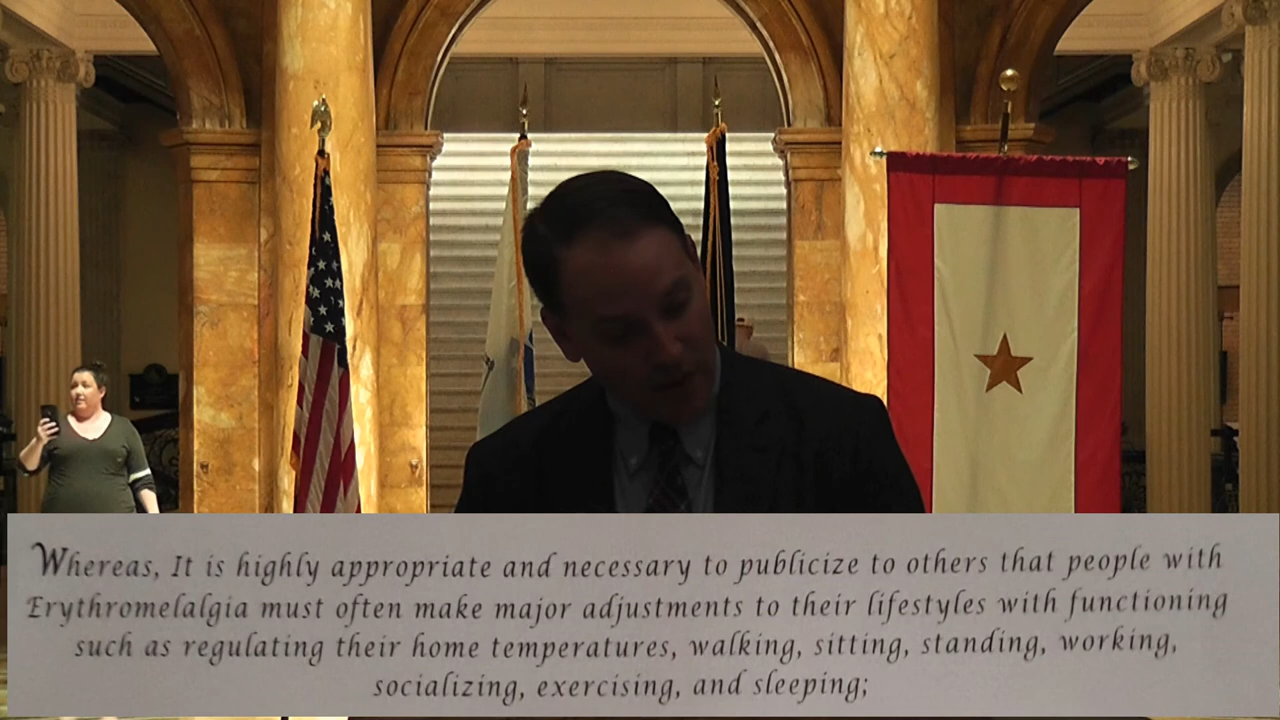 Whereas, It is highly appropriate and necessary to publicize to others that people with
Erythromelalgia must often make major adjustments to their lifestyles with functioning
such as regulating their home temperatures, walking, sitting, standing, working,
socializing, exercising, and sleeping;